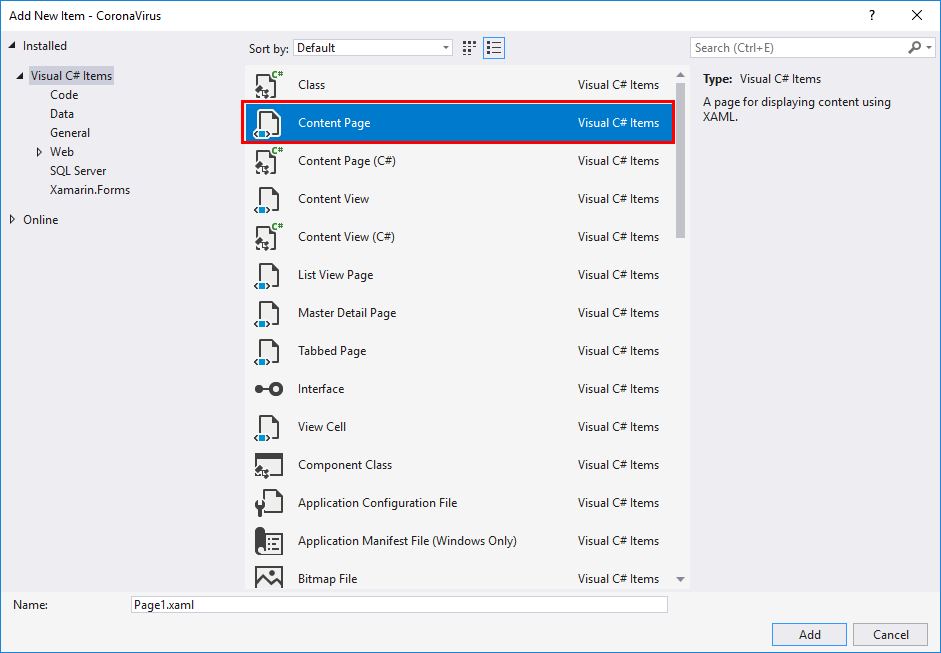 Add New Item - CoronaVirus
?
Installed
Visual C# Items
Code
Data
General
Web
SQL Server
Xamarin.Forms
Online
Sort by: Default
C# Class Visual C# Items
Content Page Visual C# Items
C# Content Page (C#) Visual C# Items
Content View Visual C# Items
C# Content View (C#) Visual C# Items
List View Page Visual C# Items
Master Detail Page Visual C# Items
Tabbed Page Visual C# Items
Interface Visual C# Items
View Cell Visual C# Items
Component Class Visual C# Items
Application Configuration File Visual C# Items
Application Manifest File (Windows Only) Visual C# Items
Bitmap File Visual C# Items
Search (Ctrl+E)
Type: Visual C# Items
A page for displaying content using
XAML.
Name: Page1.xaml
Add Cancel